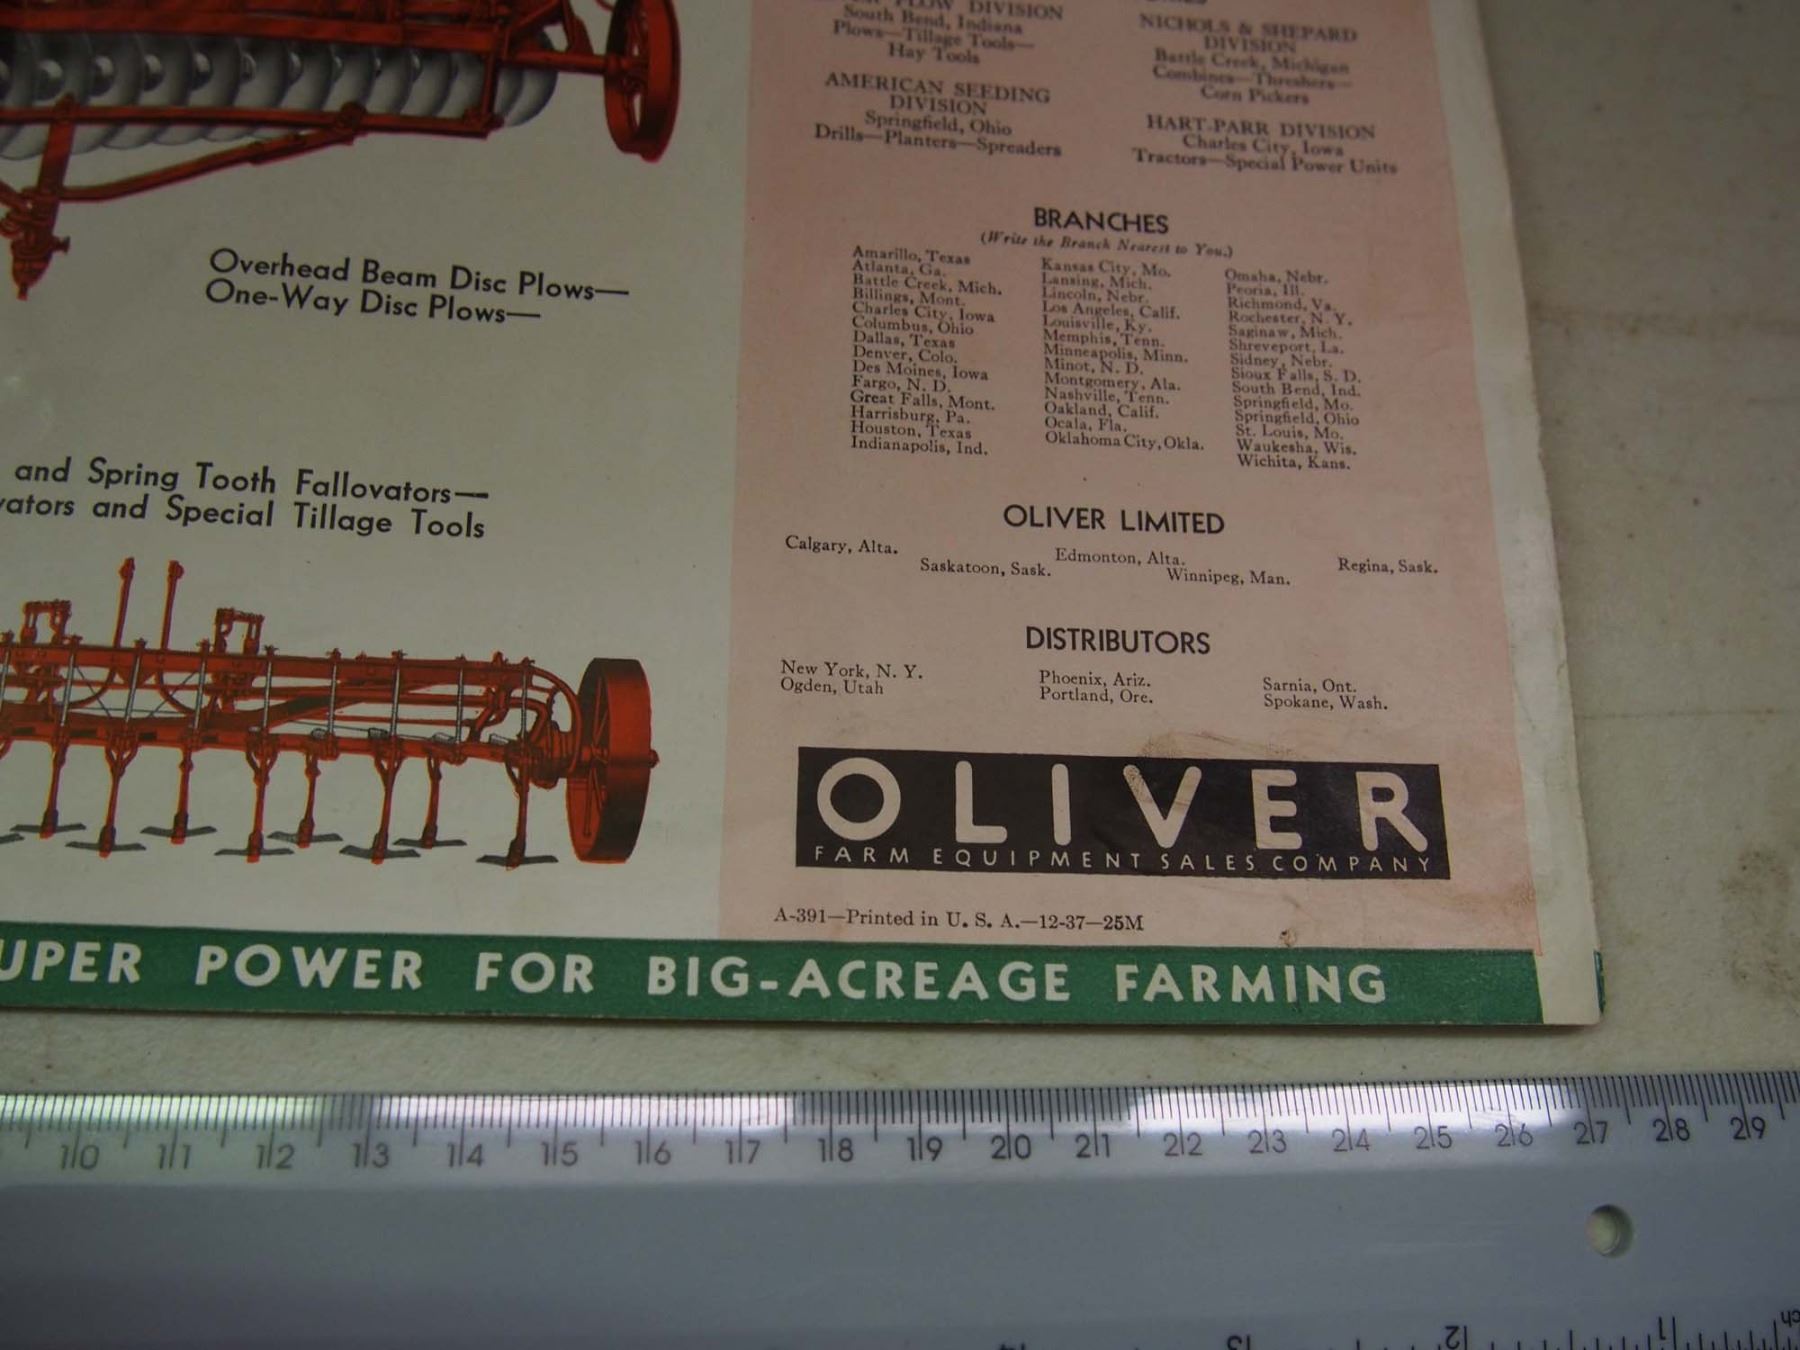 PLOW DIVISION
South Bend, Indiana
Plows—Tillage Tools—
Hay Tools
AMERICAN SEEDING
DIVISION
Springfield, Ohio
Drills—Planters—Spreaders
NICHOLS & SHEPARD
DIVISION
Battle Creek, Michigan
Combines—Threshers—
Corn Pickers
HART-PARR DIVISION
Charles City, Iowa
Tractors—Special Power Units
Overhead Beam Disc Plows—
One-Way Disc Plows—
and Spring Tooth Fallovators—
vators and Special Tillage Tools
BRANCHES
(Write the Branch Nearest to You.)
Amarillo, Texas
Atlanta, Ga.
Battle Creek, Mich.
Billings, Mont.
Charles City, Iowa
Columbus, Ohio
Dallas, Texas
Denver, Colo.
Des Moines, Iowa
Fargo, N. D.
Great Falls, Mont.
Harrisburg, Pa.
Houston, Texas
Indianapolis, Ind.
Kansas City, Mo.
Lansing, Mich.
Lincoln, Nebr.
Los Angeles, Calif.
Louisville, Ky.
Memphis, Tenn.
Minneapolis, Minn.
Minot, N. D.
Montgomery, Ala.
Nashville, Tenn.
Oakland, Calif.
Ocala, Fla.
Oklahoma City, Okla.
Omaha, Nebr.
Peoria, Ill.
Richmond, Va.
Rochester, N. Y.
Saginaw, Mich.
Shreveport, La.
Sidney, Nebr.
Sioux Falls, S. D.
South Bend, Ind.
Springfield, Mo.
Springfield, Ohio
St. Louis, Mo.
Waukesha, Wis.
Wichita, Kans.
OLIVER LIMITED
Calgary, Alta. Edmonton, Alta. Regina, Sask.
Saskatoon, Sask. Winnipeg, Man.
DISTRIBUTORS
New York, N. Y. Phoenix, Ariz. Sarnia, Ont.
Ogden, Utah Portland, Ore. Spokane, Wash.
OLIVER
FARM EQUIPMENT SALES COMPANY
A-391—Printed in U. S. A.—12-37—25M
UPER POWER FOR BIG-ACREAGE FARMING
10 11 12 13 14 15 16 17 18 19 20 21 22 23 24 25 26 27 28 29
13 12 11